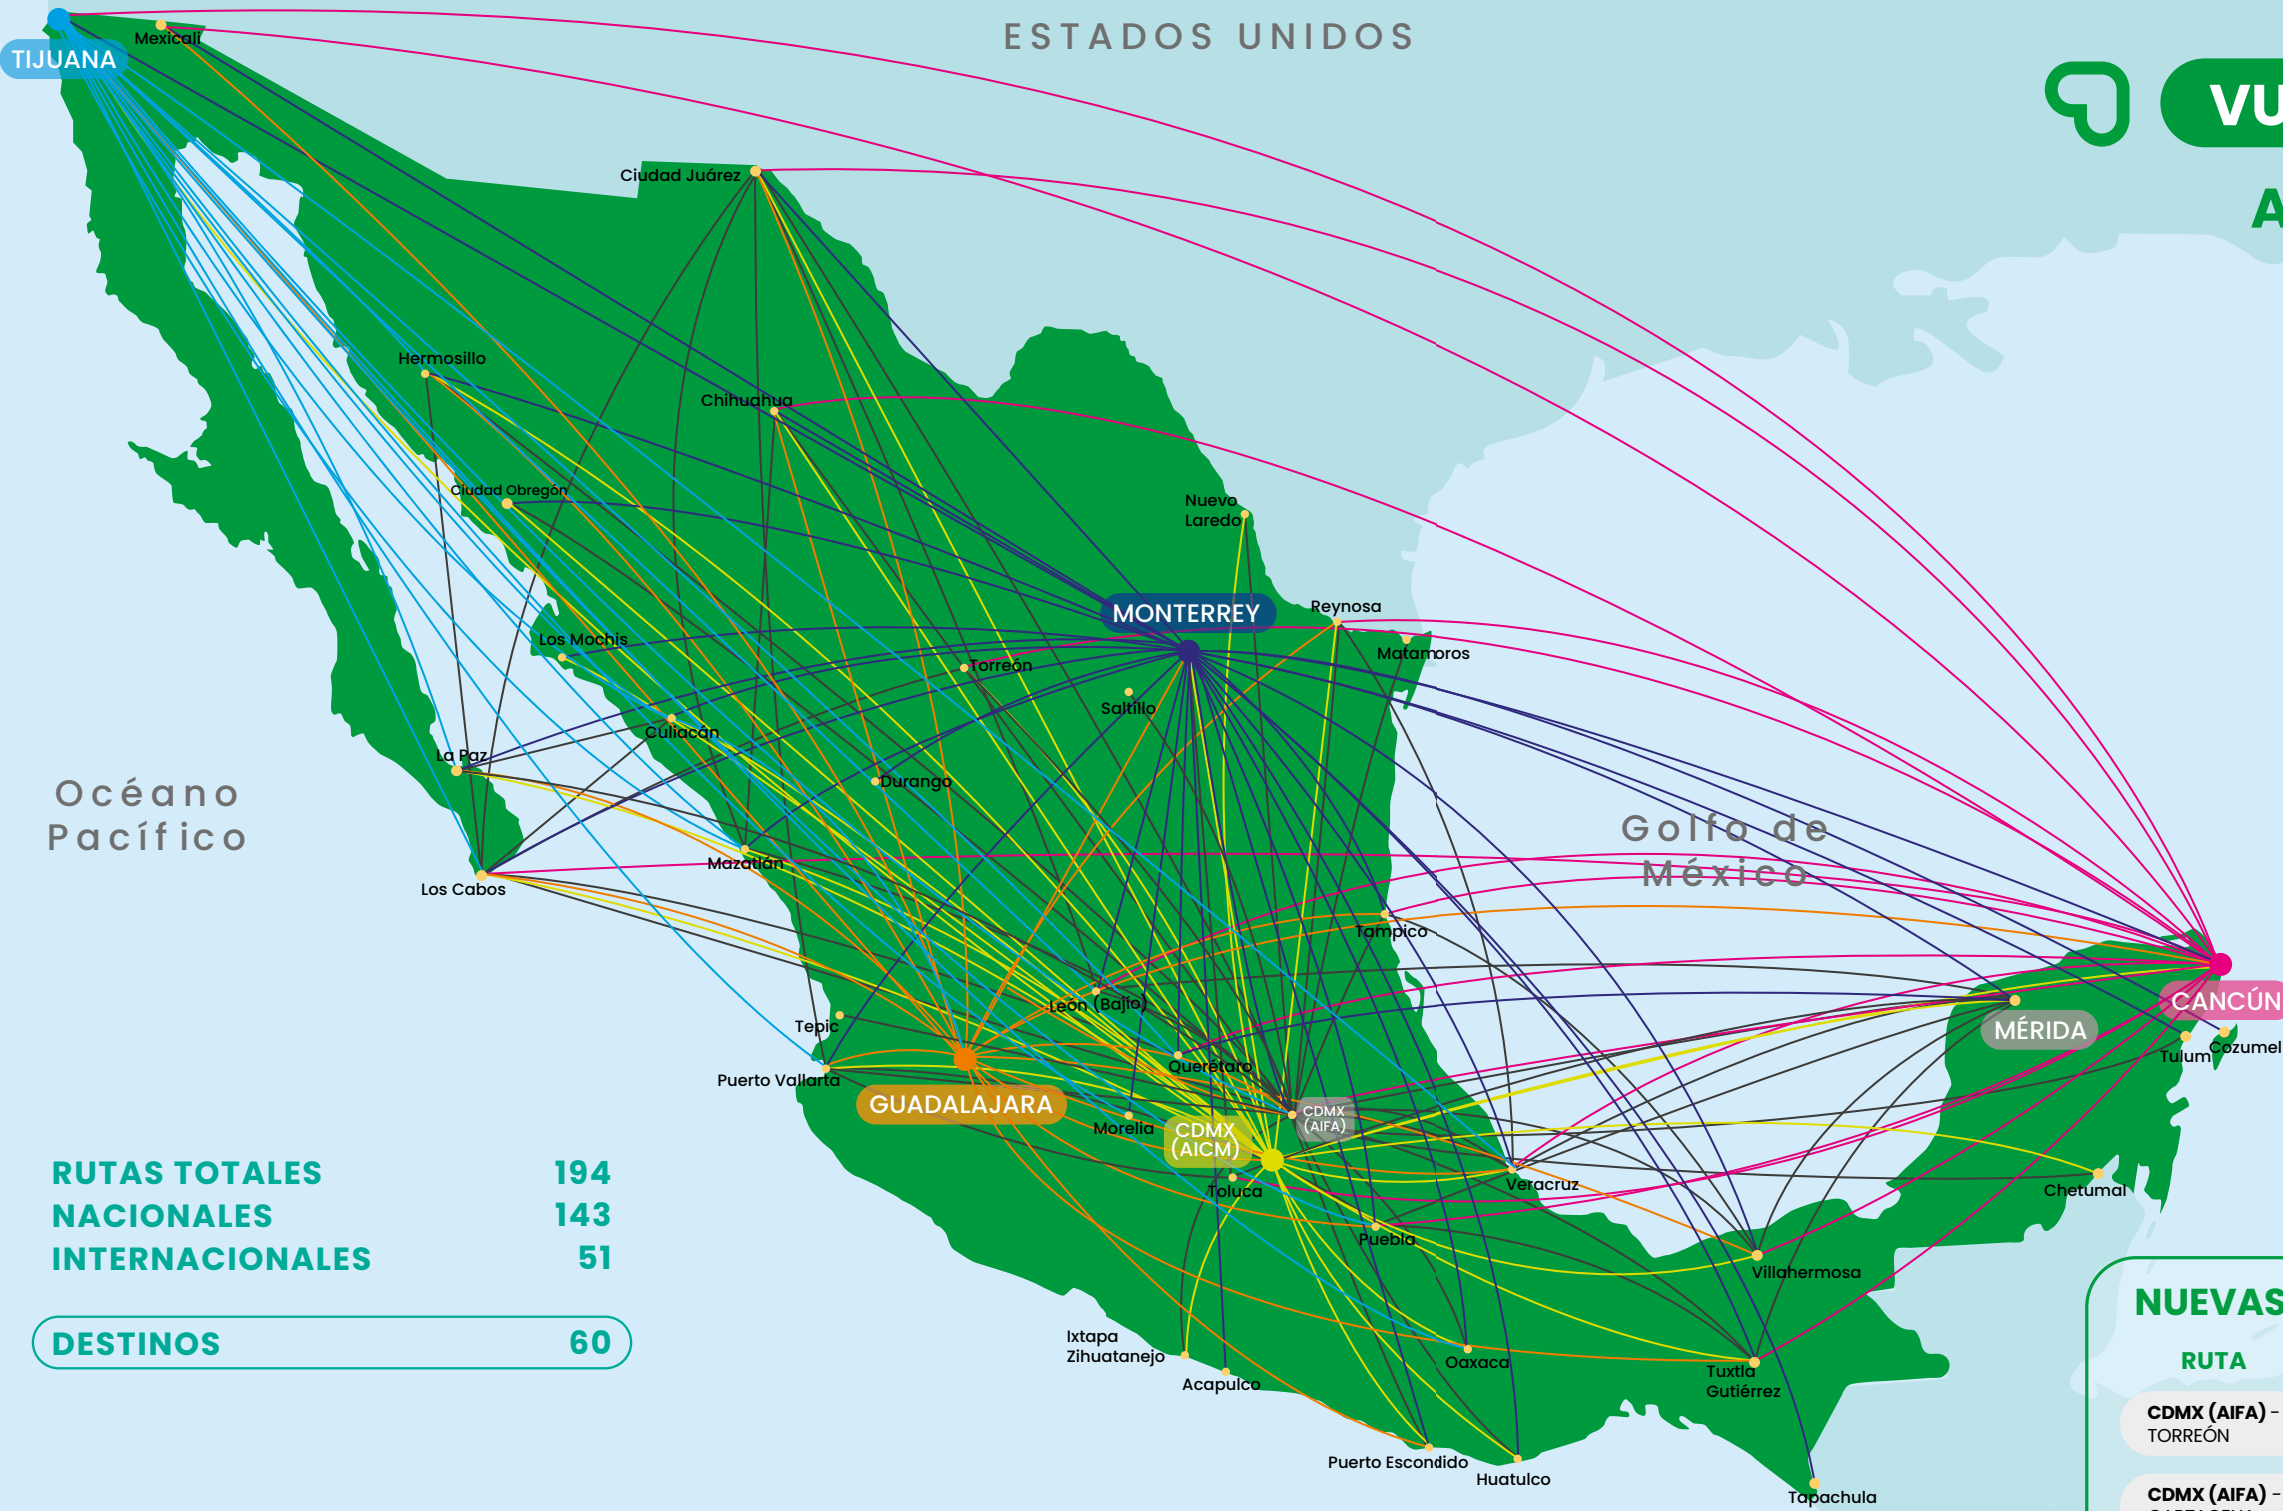 ESTADOS UNIDOS
Mexicali
TIJUANA
VU
Ciudad Juárez
A
Hermosillo
Chihuahua
Ciudad Obregón
Nuevo
Laredo
MONTERREY
Reynosa
Los Mochis
Torreón
Matamoros
Saltillo
Culiacán
La Paz
Durango
Océano
Pacífico
Golfo de
México
Mazatlán
Los Cabos
Tampico
León (Bajío)
CANCÚN
Tepic
MÉRIDA
Tulum
Cozumel
Querétaro
Puerto Vallarta
GUADALAJARA
CDMX
(AIFA)
Morelia
CDMX
(AICM)
Toluca
Veracruz
Chetumal
RUTAS TOTALES 194
NACIONALES 143
INTERNACIONALES 51
DESTINOS 60
Puebla
Villahermosa
Ixtapa
Zihuatanejo
Acapulco
Oaxaca
Tuxtla
Gutiérrez
Puerto Escondido
Huatulco
Tapachula
NUEVAS
RUTA
CDMX (AIFA) -
TORREÓN
CDMX (AIFA) -